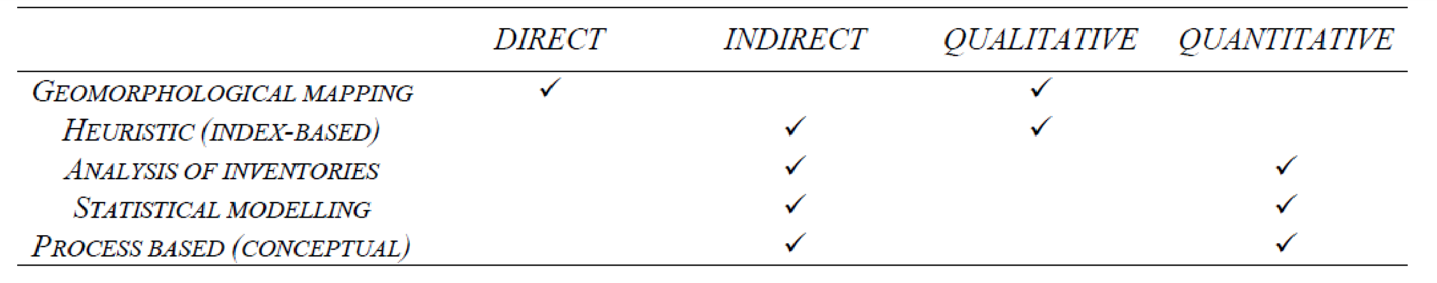 DIRECT INDIRECT QUALITATIVE QUANTITATIVE
GEOMORPHOLOGICAL MAPPING ✓ ✓
HEURISTIC (INDEX-BASED) ✓ ✓
ANALYSIS OF INVENTORIES ✓ ✓
STATISTICAL MODELLING ✓ ✓
PROCESS BASED (CONCEPTUAL) ✓ ✓